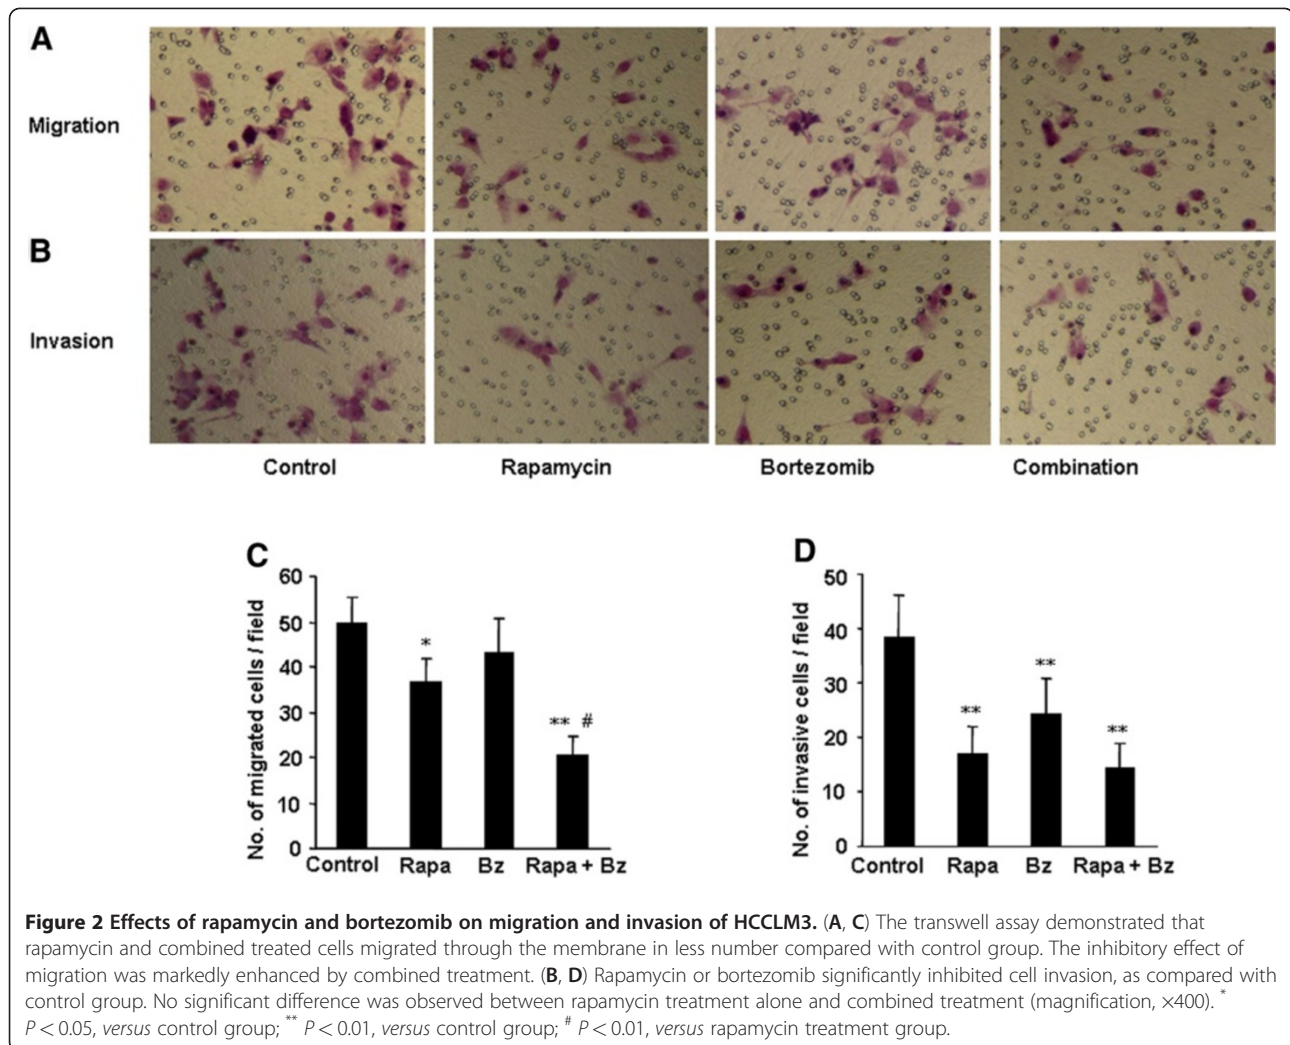 A
Migration
B
Invasion
Control
Rapamycin
Bortezomib
Combination
C
No. of migrated cells / field
60
50
40
30
20
10
0
*
** #
Control
Rapa
Bz
Rapa + Bz
D
No. of invasive cells / field
50
40
30
20
10
0
**
**
**
Control
Rapa
Bz
Rapa + Bz
Figure 2 Effects of rapamycin and bortezomib on migration and invasion of HCCLM3. (A, C) The transwell assay demonstrated that
rapamycin and combined treated cells migrated through the membrane in less number compared with control group. The inhibitory effect of
migration was markedly enhanced by combined treatment. (B, D) Rapamycin or bortezomib significantly inhibited cell invasion, as compared with
control group. No significant difference was observed between rapamycin treatment alone and combined treatment (magnification, ×400). *
P < 0.05, versus control group; ** P < 0.01, versus control group; # P < 0.01, versus rapamycin treatment group.